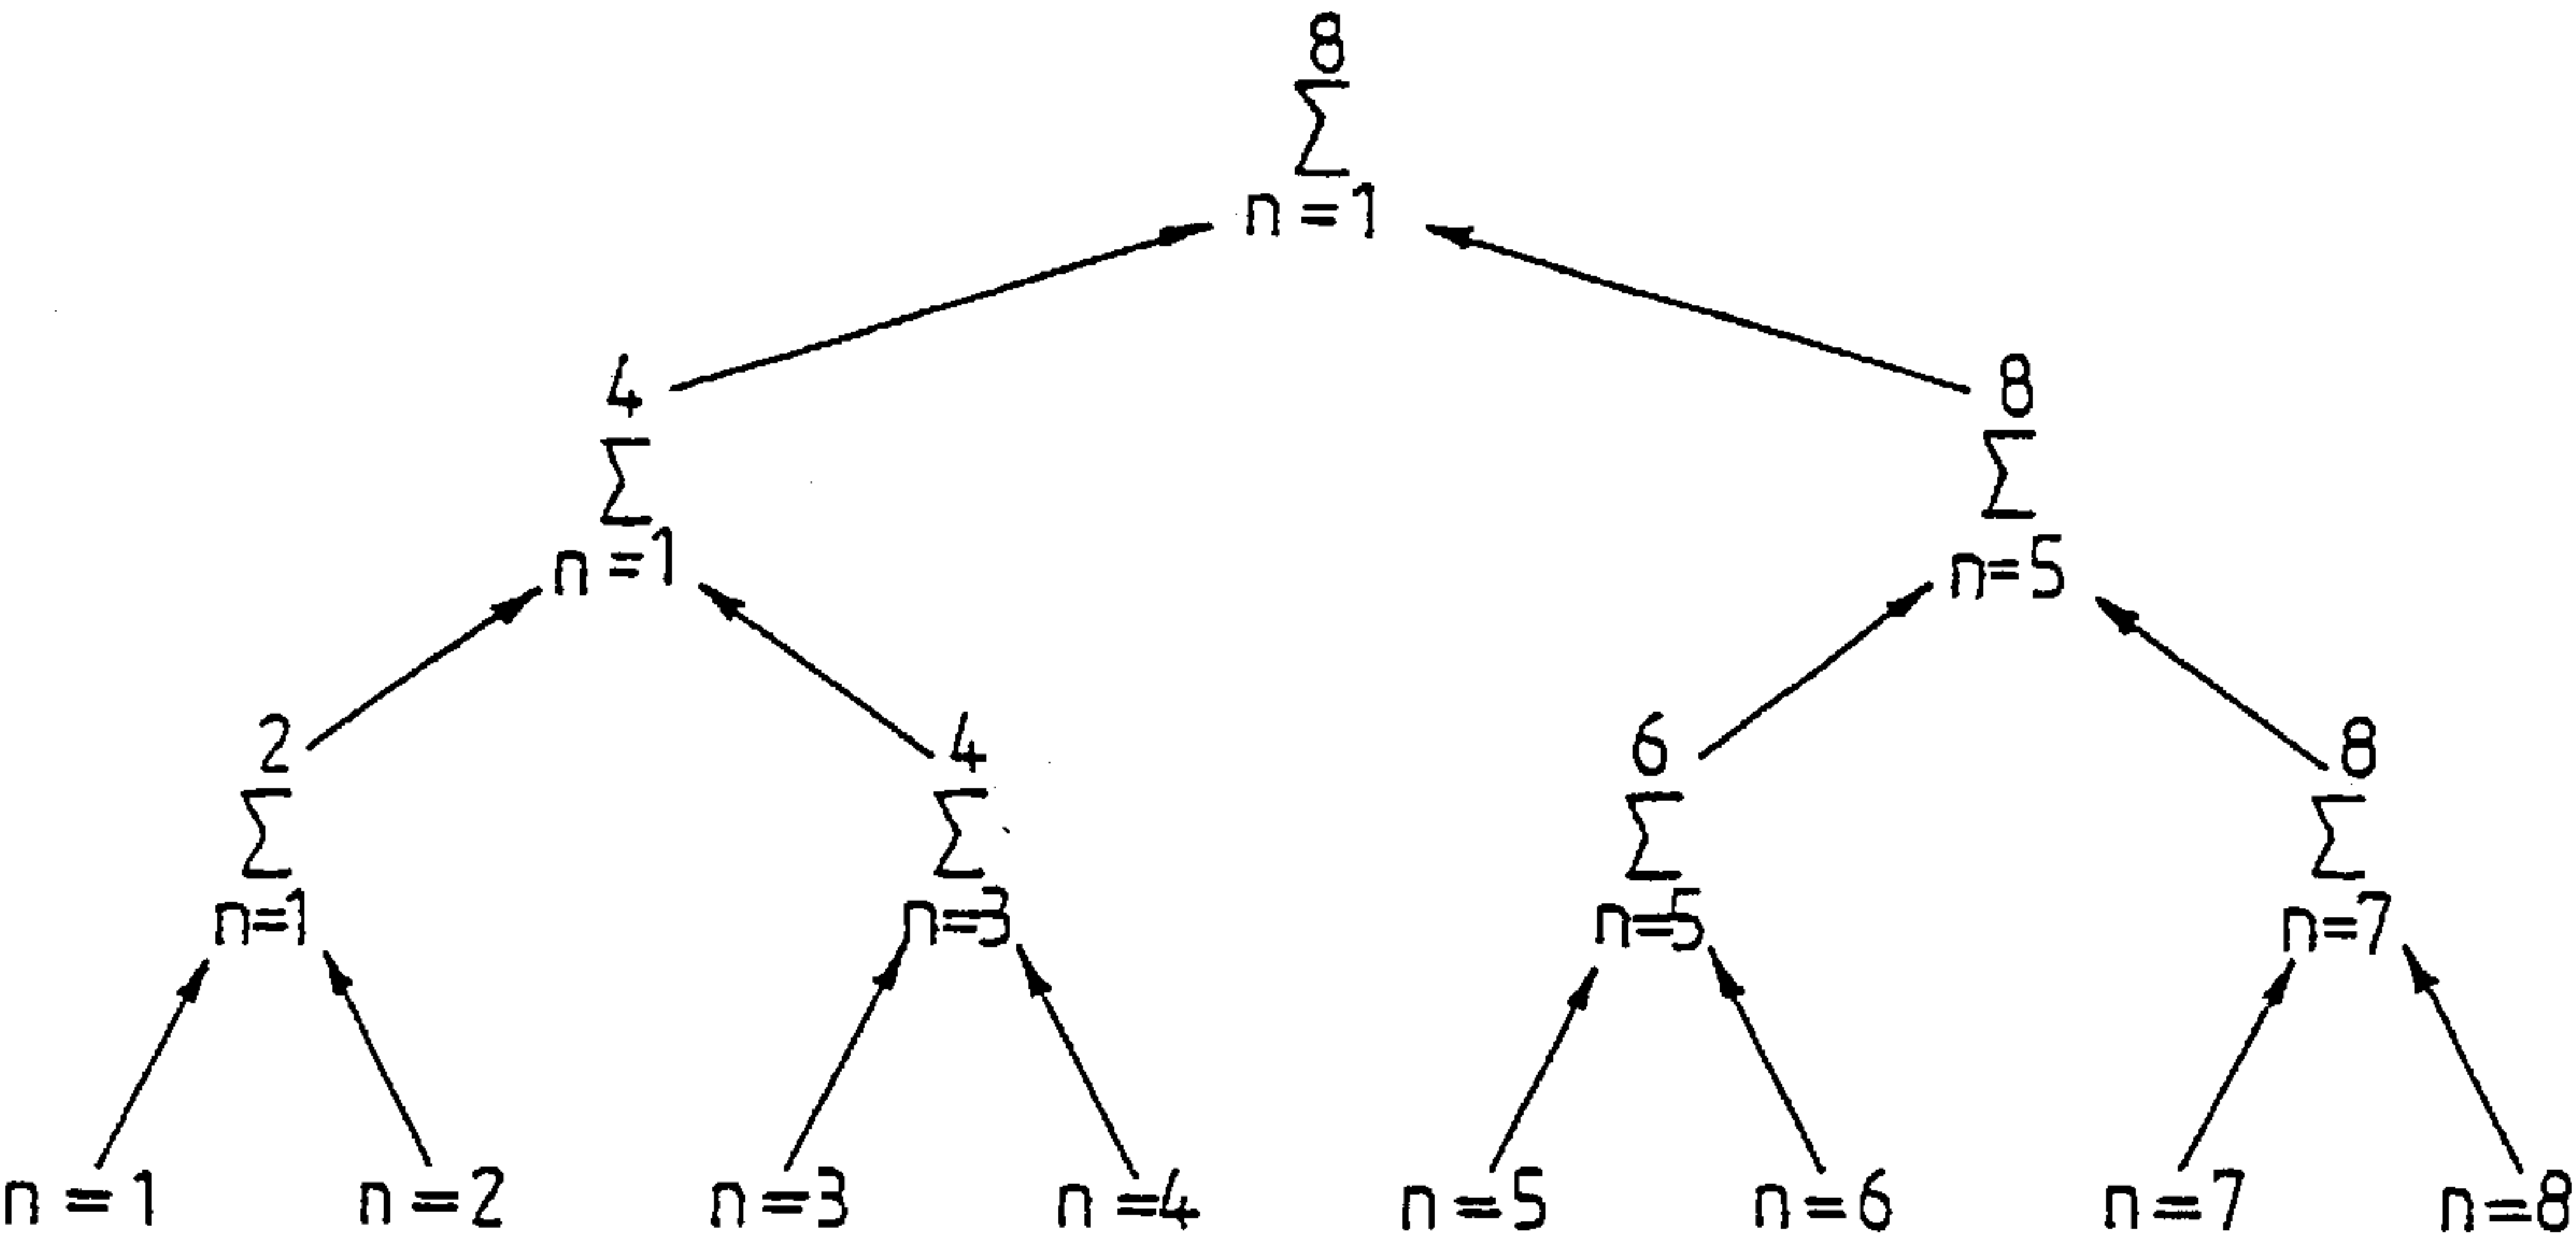 8
∑
n=1
4 8
∑ ∑
n=1 n=5
2 4 6 8
∑ ∑ ∑ ∑
n=1 n=3 n=5 n=7
n=1 n=2 n=3 n=4 n=5 n=6 n=7 n=8